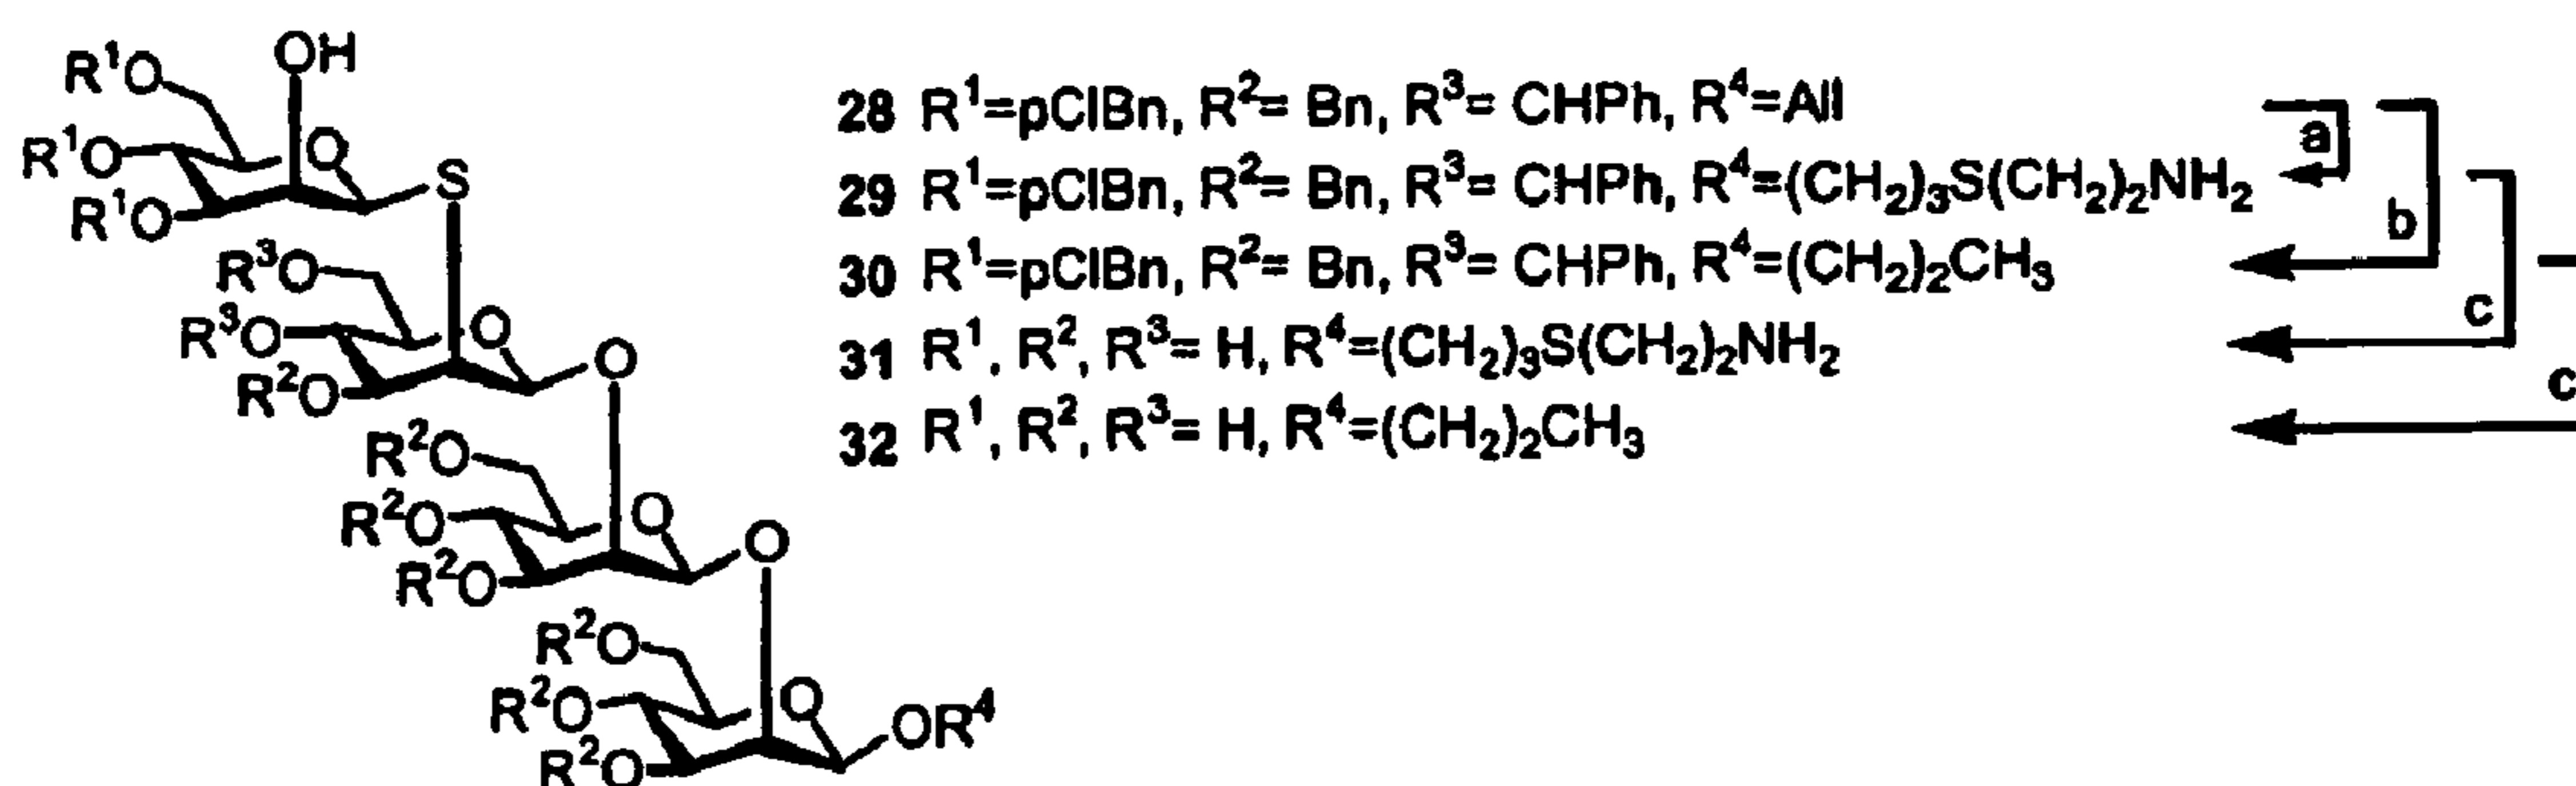 OH
R¹O
O
R¹O
S
R¹O
R³O
O
R³O
O
R²O
R²O
O
R²O
O
R²O
R²O
O
R²O
OR⁴
R²O
28 R¹=pClBn, R²= Bn, R³= CHPh, R⁴=All
29 R¹=pClBn, R²= Bn, R³= CHPh, R⁴=(CH₂)₃S(CH₂)₂NH₂
30 R¹=pClBn, R²= Bn, R³= CHPh, R⁴=(CH₂)₂CH₃
31 R¹, R², R³= H, R⁴=(CH₂)₃S(CH₂)₂NH₂
32 R¹, R², R³= H, R⁴=(CH₂)₂CH₃
a
b
c
c